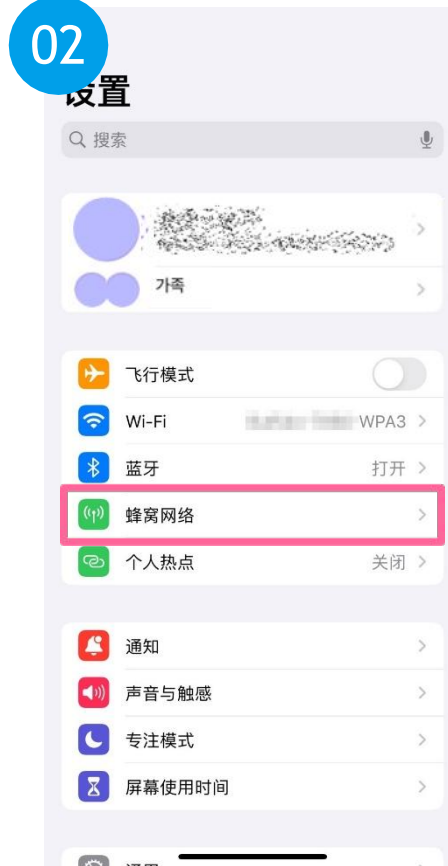 02
设置
搜索
가족
飞行模式
Wi-Fi WPA3
蓝牙 打开
蜂窝网络
个人热点 关闭
通知
声音与触感
专注模式
屏幕使用时间